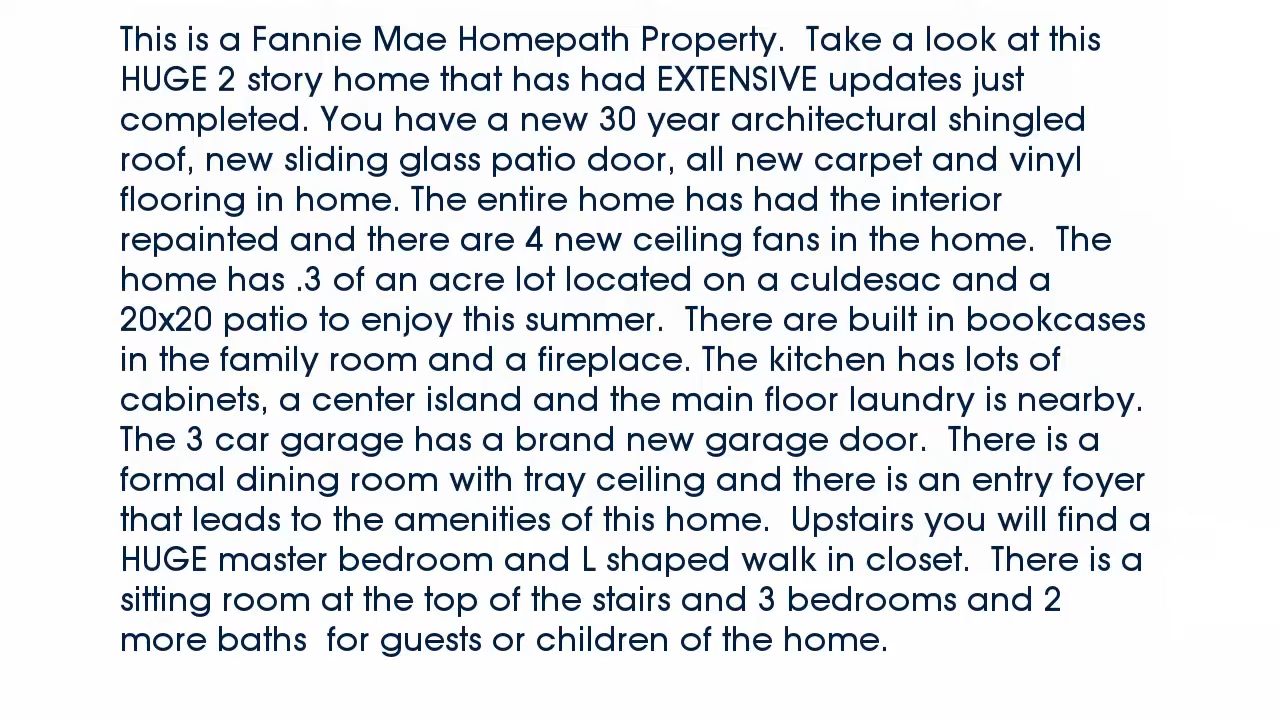 This is a Fannie Mae Homepath Property.  Take a look at this
HUGE 2 story home that has had EXTENSIVE updates just
completed. You have a new 30 year architectural shingled
roof, new sliding glass patio door, all new carpet and vinyl
flooring in home. The entire home has had the interior
repainted and there are 4 new ceiling fans in the home.  The
home has .3 of an acre lot located on a culdesac and a
20x20 patio to enjoy this summer.  There are built in bookcases
in the family room and a fireplace. The kitchen has lots of
cabinets, a center island and the main floor laundry is nearby.
The 3 car garage has a brand new garage door.  There is a
formal dining room with tray ceiling and there is an entry foyer
that leads to the amenities of this home.  Upstairs you will find a
HUGE master bedroom and L shaped walk in closet.  There is a
sitting room at the top of the stairs and 3 bedrooms and 2
more baths  for guests or children of the home.